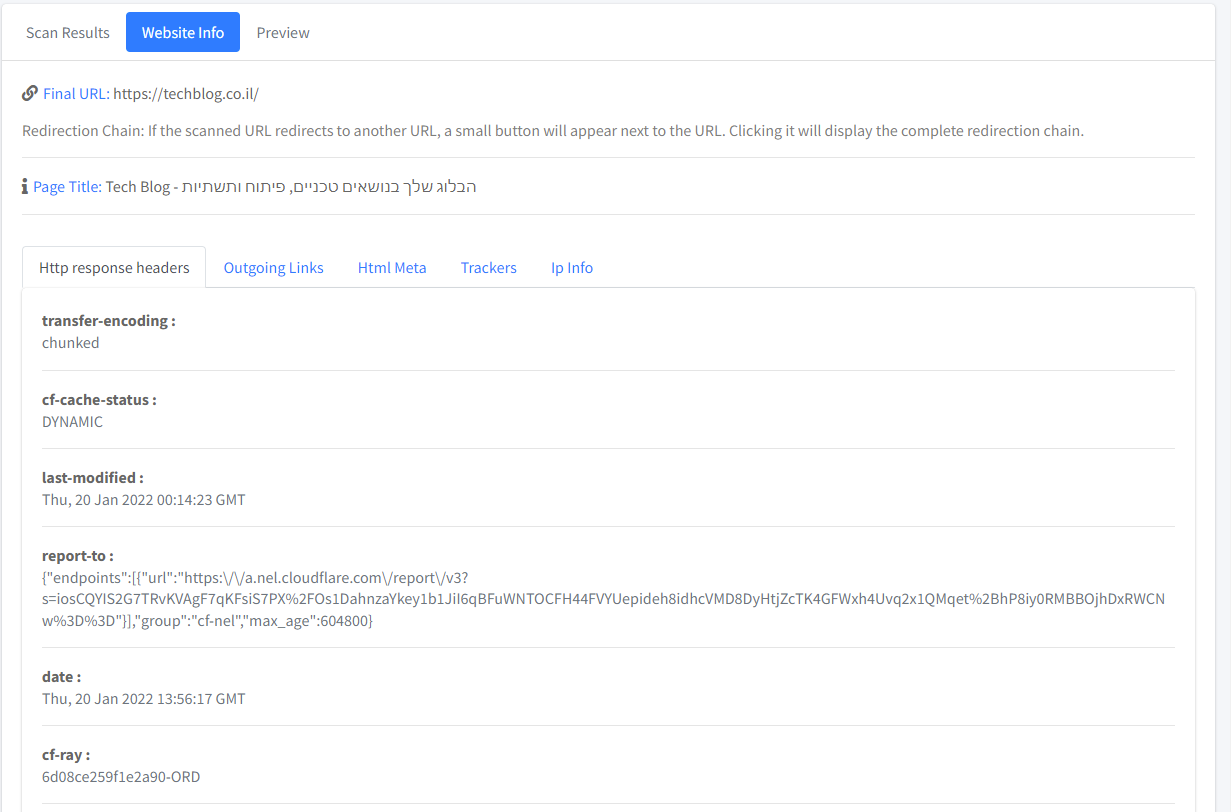 Scan Results Website Info Preview
Final URL: https://techblog.co.il/
Redirection Chain: If the scanned URL redirects to another URL, a small button will appear next to the URL. Clicking it will display the complete redirection chain.
Page Title: Tech Blog - הבלוג שלך בנושאים טכניים, פיתוח ותשתיות
Http response headers Outgoing Links Html Meta Trackers Ip Info
transfer-encoding :
chunked
cf-cache-status :
DYNAMIC
last-modified :
Thu, 20 Jan 2022 00:14:23 GMT
report-to :
{"endpoints":[{"url":"https:\/\/a.nel.cloudflare.com\/report\/v3?
s=iosCQYIS2G7TRvKVAgF7qKFsiS7PX%2FOs1DahnzaYkey1b1JiI6qBFuWNTOCFH44FVYUepideh8idhcVMD8DyHtjZcTK4GFWxh4Uvq2x1QMqet%2BhP8iy0RMBBOjhDxRWCN
w%3D%3D"}],"group":"cf-nel","max_age":604800}
date :
Thu, 20 Jan 2022 13:56:17 GMT
cf-ray :
6d08ce259f1e2a90-ORD